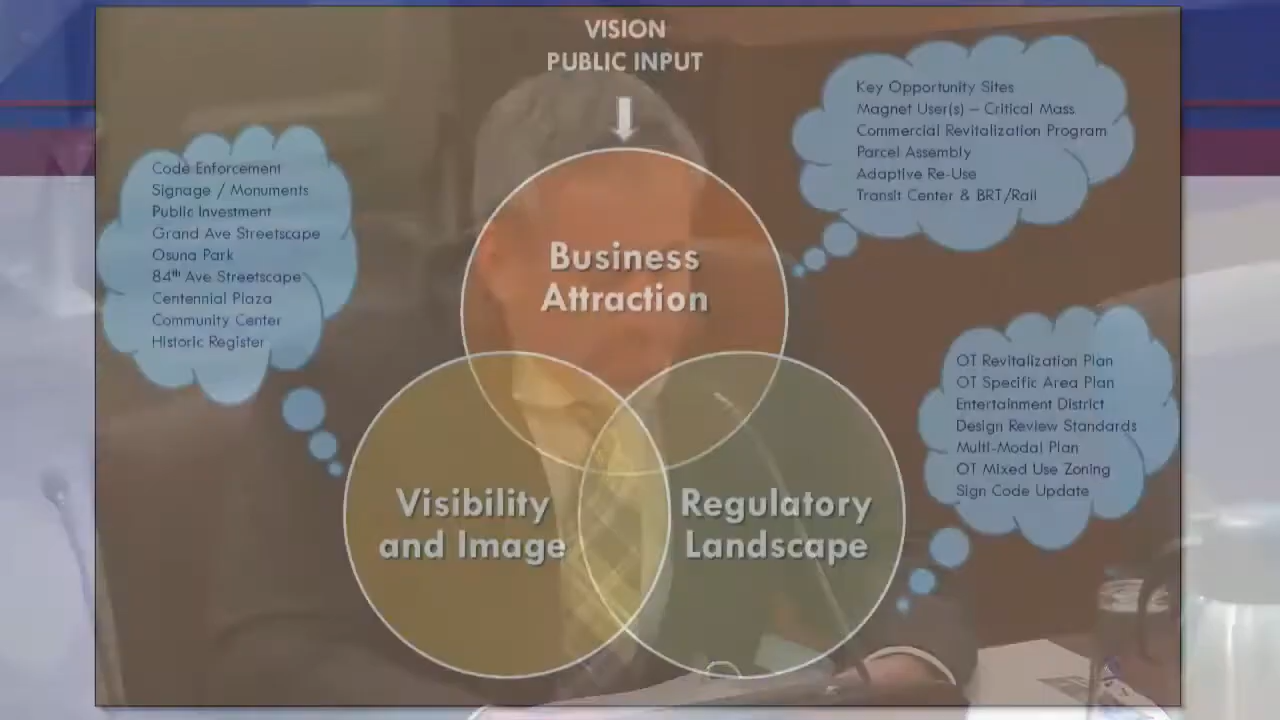 VISION
PUBLIC INPUT
Key Opportunity Sites
Magnet User(s) – Critical Mass
Commercial Revitalization Program
Parcel Assembly
Adaptive Re-Use
Transit Center & BRT/Rail
Code Enforcement
Signage / Monuments
Public Investment
Grand Ave Streetscape
Osuna Park
84th Ave Streetscape
Centennial Plaza
Community Center
Historic Register
Business
Attraction
OT Revitalization Plan
OT Specific Area Plan
Entertainment District
Design Review Standards
Multi-Modal Plan
OT Mixed Use Zoning
Sign Code Update
Visibility
and Image
Regulatory
Landscape